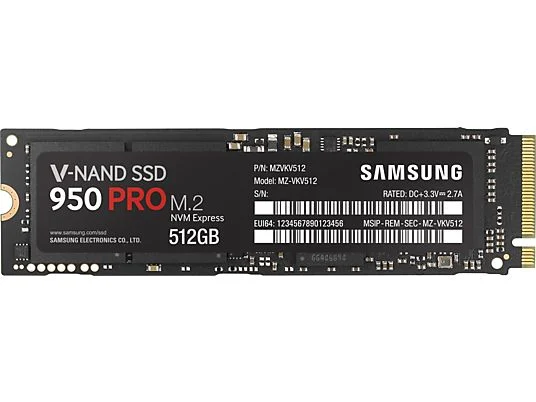 V-NAND SSD
950 PRO M.2
NVM Express
www.samsung.com/ssd
SAMSUNG ELECTRONICS CO., LTD.
512GB
P/N: MZVKV512
Model: MZ-VKV512
S/N:
SAMSUNG
RATED: DC+3.3V 2.7A
EUI64: 1234567890123456
MSIP-REM-SEC-MZ-VKV512